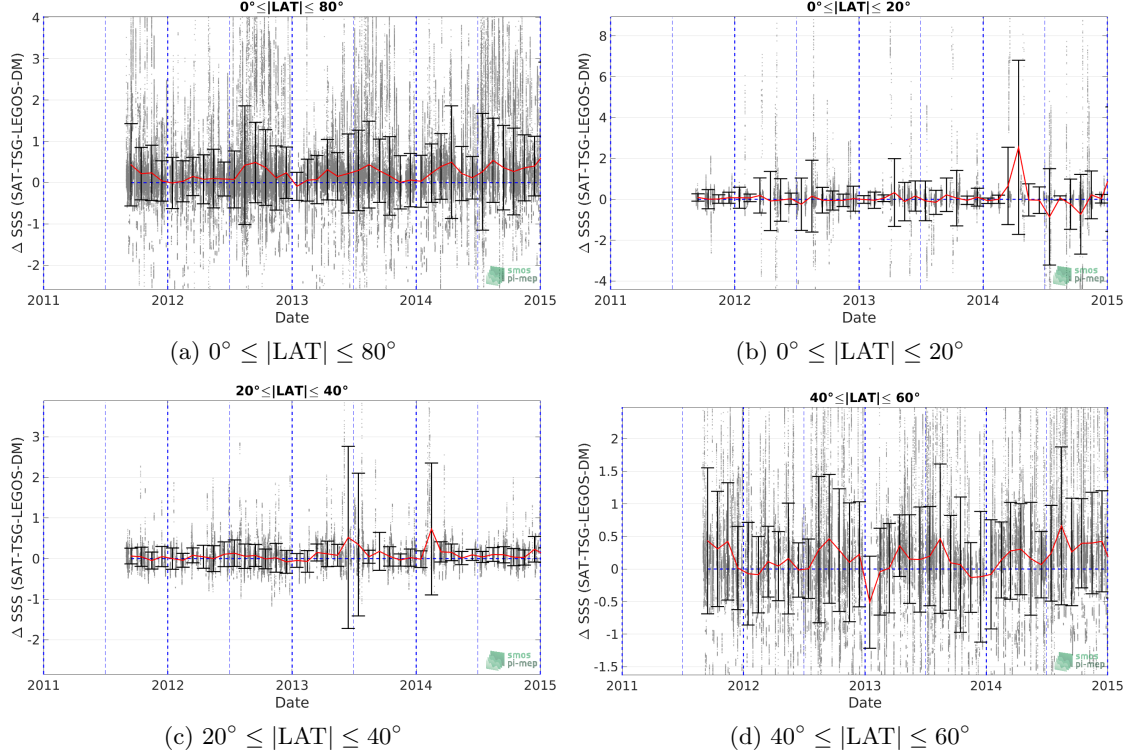 0°≤|LAT|≤ 80°
Δ SSS (SAT-TSG-LEGOS-DM)
4
3
2
1
0
-1
-2
2011 2012 2013 2014 2015
Date
smos
pi-mep
(a) 0° ≤ |LAT| ≤ 80°
0°≤|LAT|≤ 20°
Δ SSS (SAT-TSG-LEGOS-DM)
8
6
4
2
0
-2
-4
2011 2012 2013 2014 2015
Date
smos
pi-mep
(b) 0° ≤ |LAT| ≤ 20°
20°≤|LAT|≤ 40°
Δ SSS (SAT-TSG-LEGOS-DM)
3
2
1
0
-1
-2
2011 2012 2013 2014 2015
Date
smos
pi-mep
(c) 20° ≤ |LAT| ≤ 40°
40°≤|LAT|≤ 60°
Δ SSS (SAT-TSG-LEGOS-DM)
2
1.5
1
0.5
0
-0.5
-1
-1.5
2011 2012 2013 2014 2015
Date
smos
pi-mep
(d) 40° ≤ |LAT| ≤ 60°